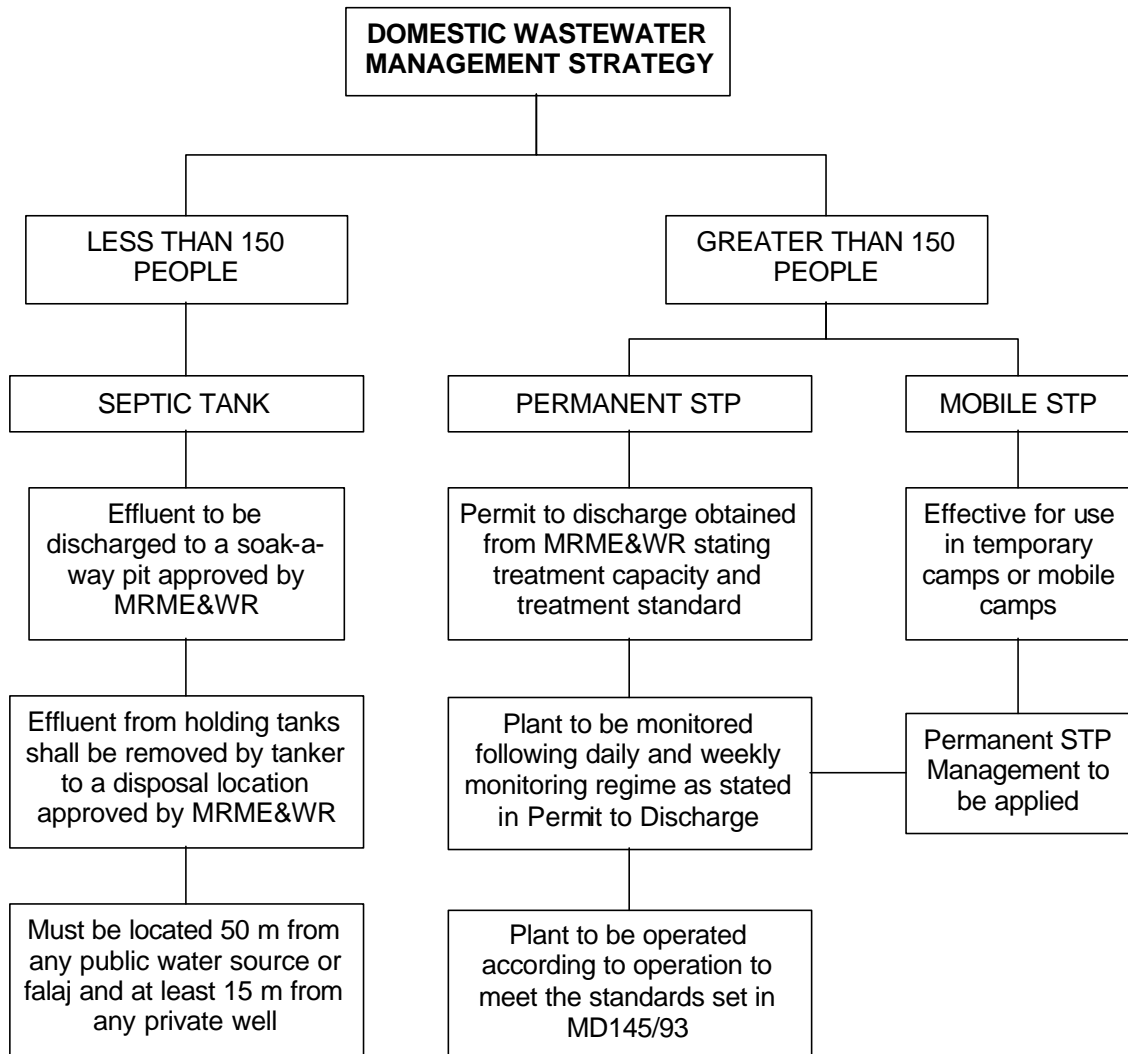 DOMESTIC WASTEWATER
MANAGEMENT STRATEGY
LESS THAN 150
PEOPLE
GREATER THAN 150
PEOPLE
SEPTIC TANK
PERMANENT STP
MOBILE STP
Effluent to be
discharged to a soak-a-
way pit approved by
MRME&WR
Permit to discharge obtained
from MRME&WR stating
treatment capacity and
treatment standard
Effective for use
in temporary
camps or mobile
camps
Effluent from holding tanks
shall be removed by tanker
to a disposal location
approved by MRME&WR
Plant to be monitored
following daily and weekly
monitoring regime as stated
in Permit to Discharge
Permanent STP
Management to
be applied
Must be located 50 m from
any public water source or
falaj and at least 15 m from
any private well
Plant to be operated
according to operation to
meet the standards set in
MD145/93